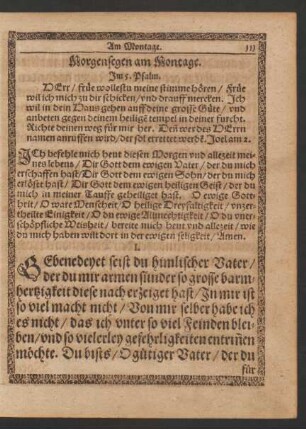 Am Montage.
Morgensegen am Montage.
Im 5. Psalm.
HErr / früe wollestu meine stimme hören / Früe
wil ich mich zu dir schicken / vnd drauff mercken. Ich
wil in dein Haus gehen auff deine grosse Güte / vnd
anbeten gegen deinem heiligē tempel in deiner furcht.
Richte deinen weg für mir her. Deñ wer des HErrn
namen anruffen wird / der sol errettet werdē. Joel am 2.
ICh befehle mich heut diesen Morgen vnd allezeit mei-
nes lebens / Dir Gott dem ewigen Vater / der du mich
erschaffen hast / Dir Gott dem ewigen Sohn / der du mich
erlöset hast / Dir Gott dem ewigen heiligen Geist / der du
mich in meiner Tauffe geheiliget hast. O ewige Gott-
heit / O ware Menscheit / O heilige Dreyfaltigkeit / vnzer-
theilte Einigkeit / O du ewige Allmechtigkeit / O du vner-
schöpffliche Weisheit / bereite mich heut vnd allezeit / wie
du mich haben wilt dort in der ewigen seligkeit / Amen.
I.
GEbenedeyet seist du himlischer Vater /
der du mir armen sünder so grosse barm-
hertzigkeit diese nach erzeiget hast / In mir ist
so viel macht nicht / Von mir selber habe ich
es nicht / das ich vnter so viel Feinden blei-
ben / vnd so vielerley gefehrligkeiten entriñen
möchte. Du bists / O gütiger Vater / der du
für